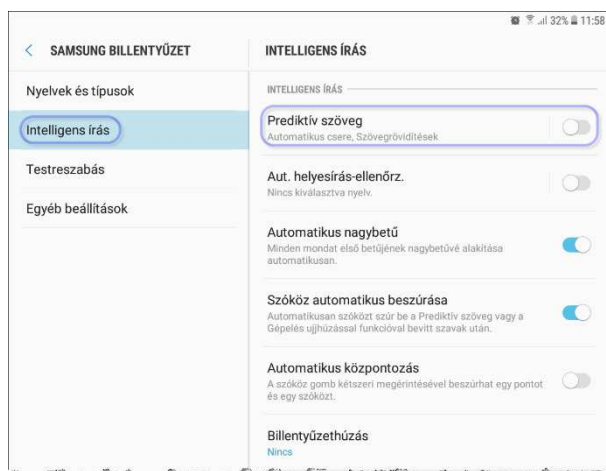 32% 11:58
SAMSUNG BILLENTYŰZET
INTELLIGENS ÍRÁS
Nyelvek és típusok
Intelligens írás
Testreszabás
Egyéb beállítások
INTELLIGENS ÍRÁS
Prediktív szöveg
Automatikus csere, Szövegrövidítések
Aut. helyesírás-ellenőrz.
Nincs kiválasztva nyelv.
Automatikus nagybetű
Minden mondat első betűjének nagybetűvé alakítása
automatikusan.
Szóköz automatikus beszúrása
Automatikusan szóközt szúr be a Prediktív szöveg vagy a
Gépelés ujjhúzással funkcióval bevitt szavak után.
Automatikus központozás
A szóköz gomb kétszeri megérintésével beszúrhat egy pontot
és egy szóközt.
Billentyűzethúzás
Nincs